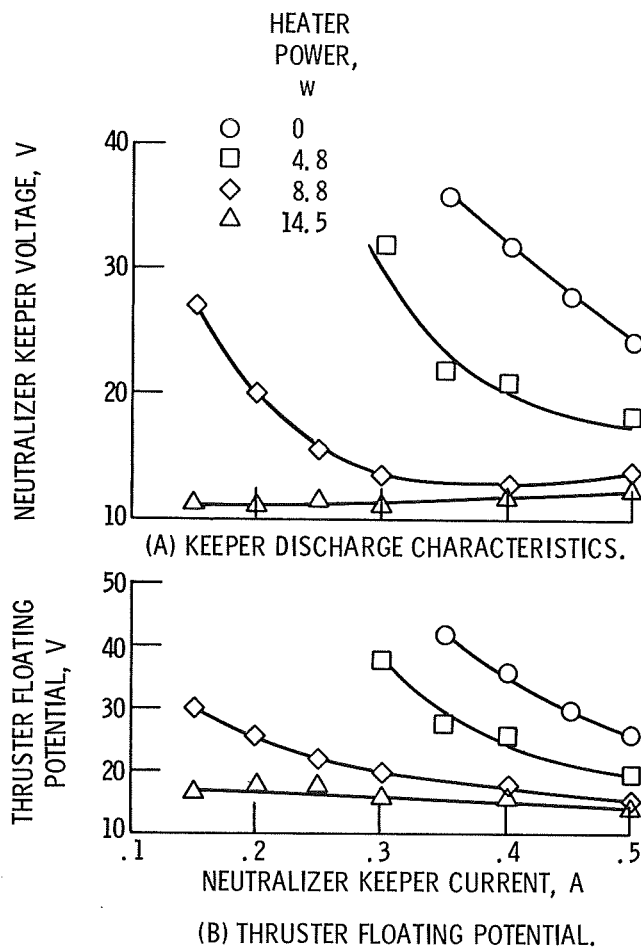 HEATER
POWER,
W
0
4.8
8.8
14.5
NEUTRALIZER KEEPER VOLTAGE, V
40
30
20
10
(A) KEEPER DISCHARGE CHARACTERISTICS.
THRUSTER FLOATING
POTENTIAL, V
50
40
30
20
10
.1 .2 .3 .4 .5
NEUTRALIZER KEEPER CURRENT, A
(B) THRUSTER FLOATING POTENTIAL.